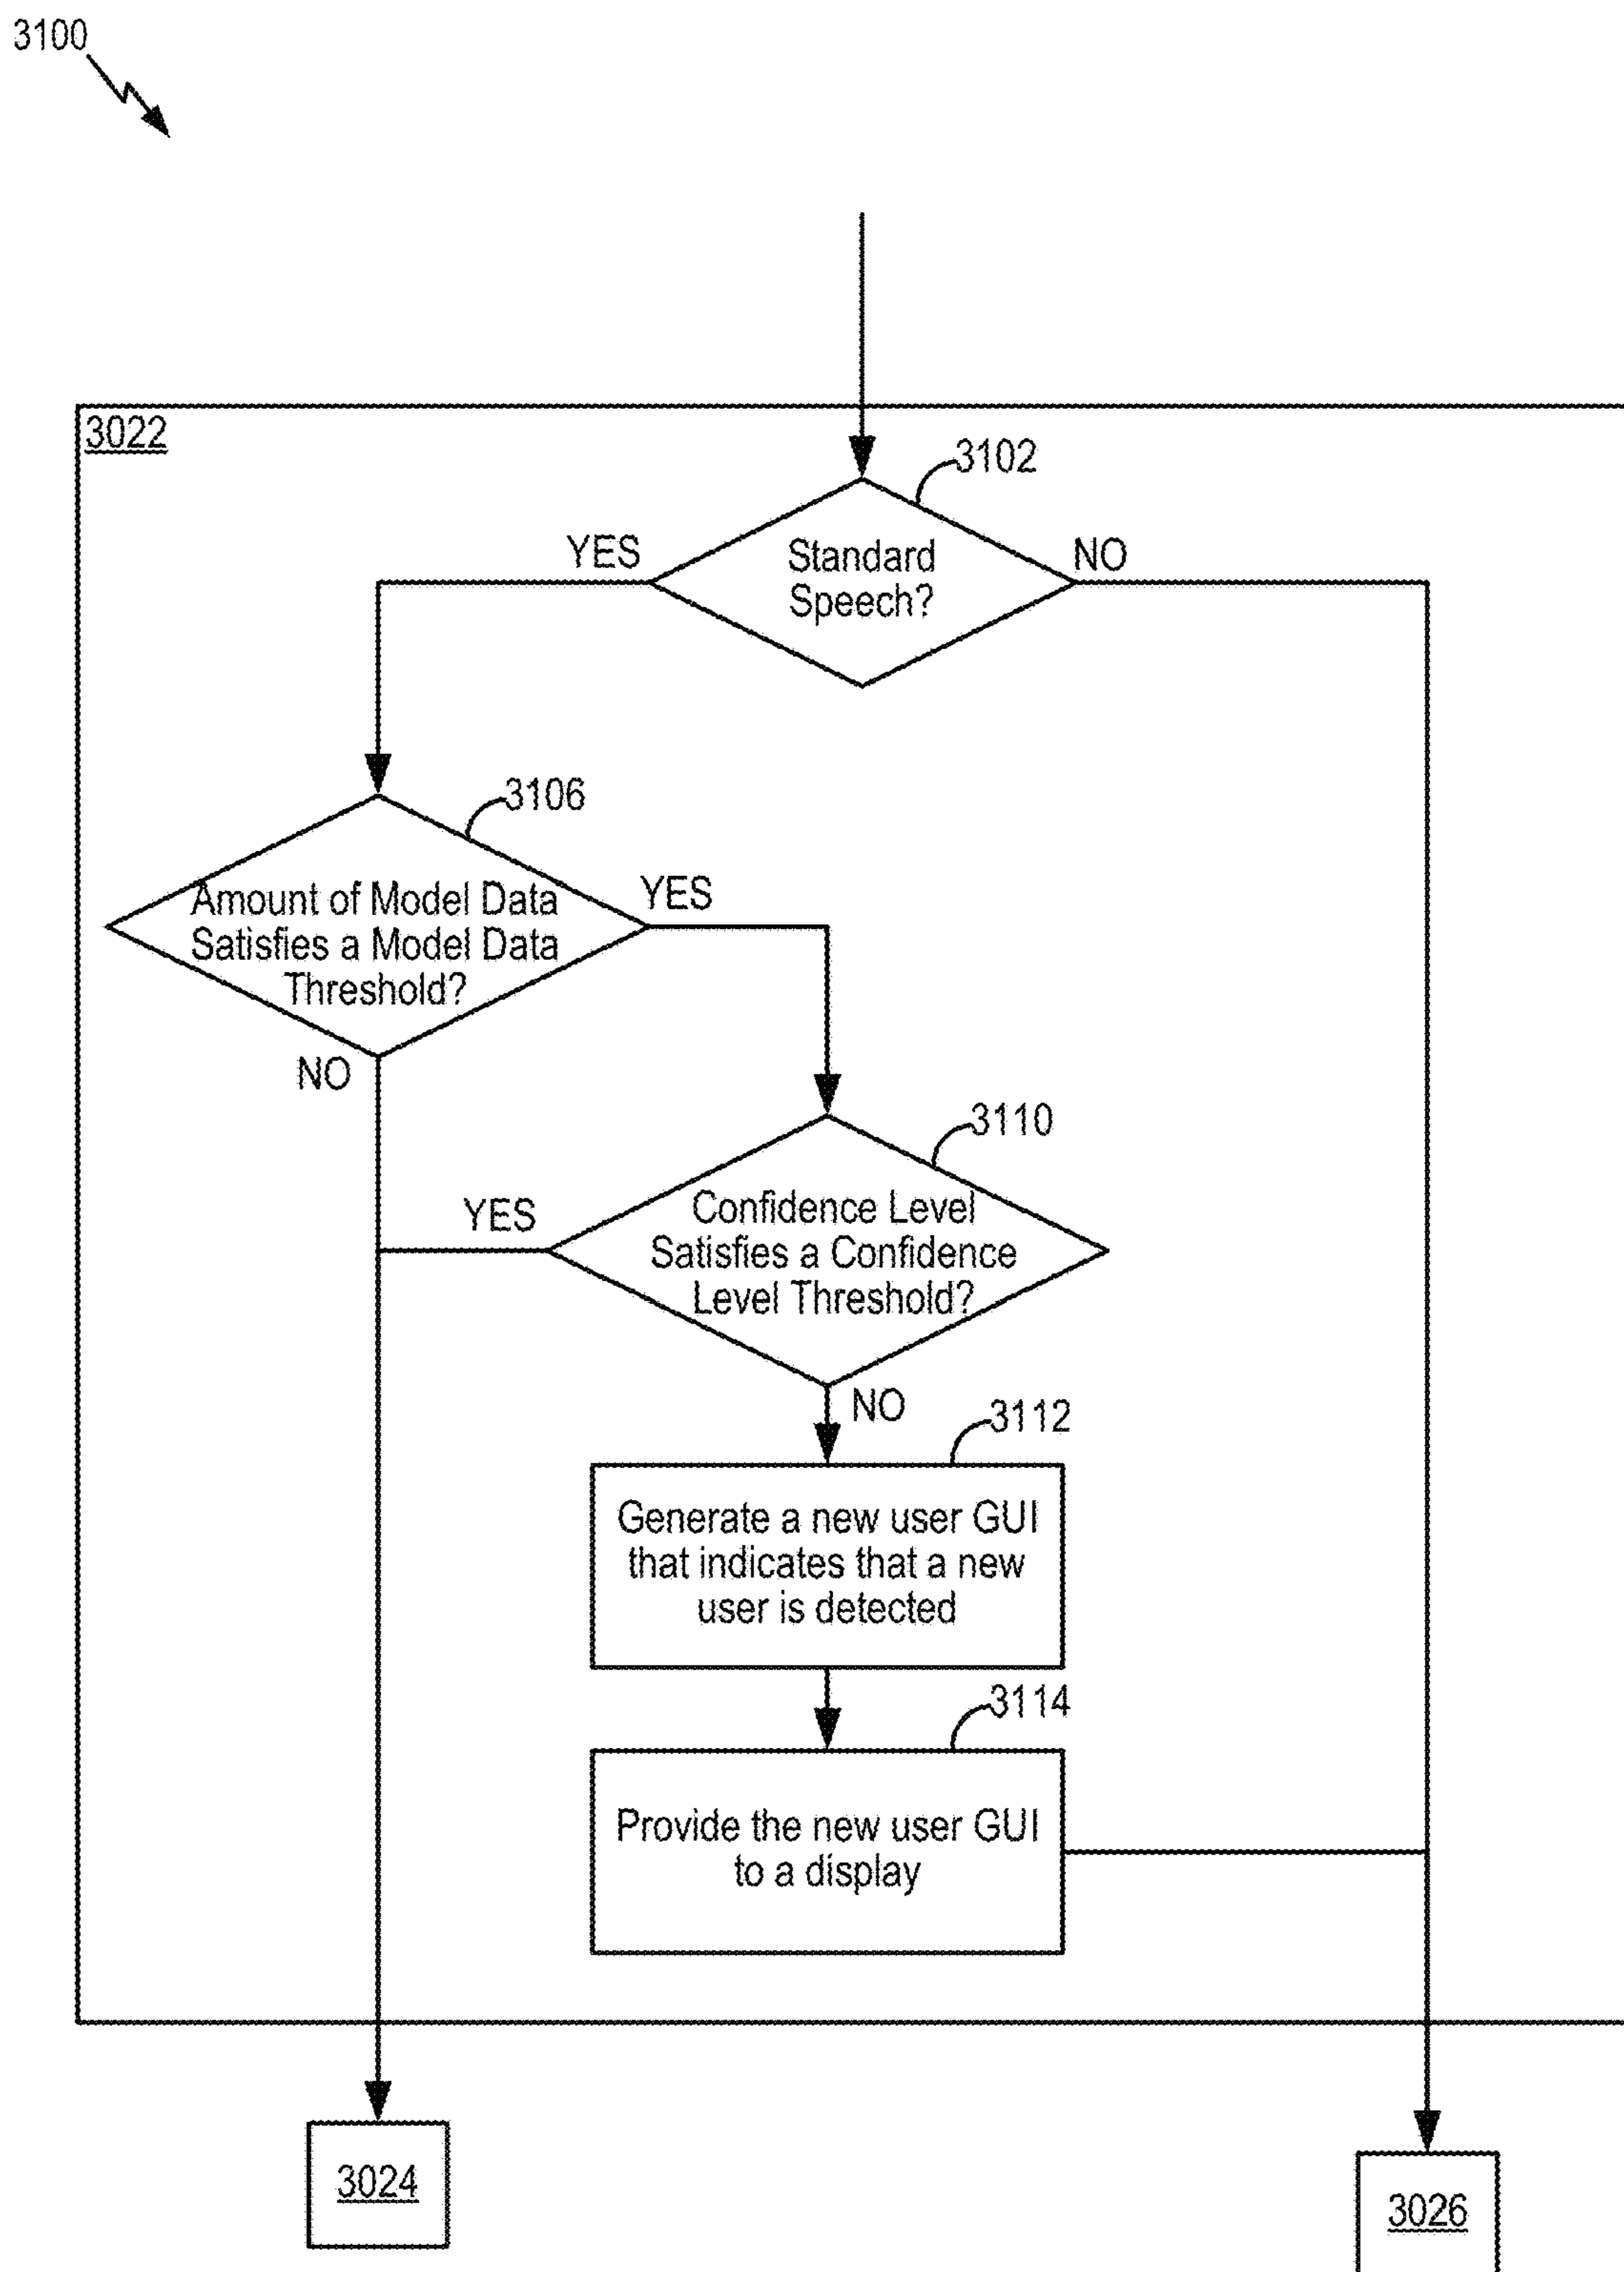 3100
3022
3102
YES
Standard
Speech?
NO
3106
Amount of Model Data
Satisfies a Model Data
Threshold?
YES
NO
3110
YES
Confidence Level
Satisfies a Confidence
Level Threshold?
NO
3112
Generate a new user GUI
that indicates that a new
user is detected
3114
Provide the new user GUI
to a display
3024
3026